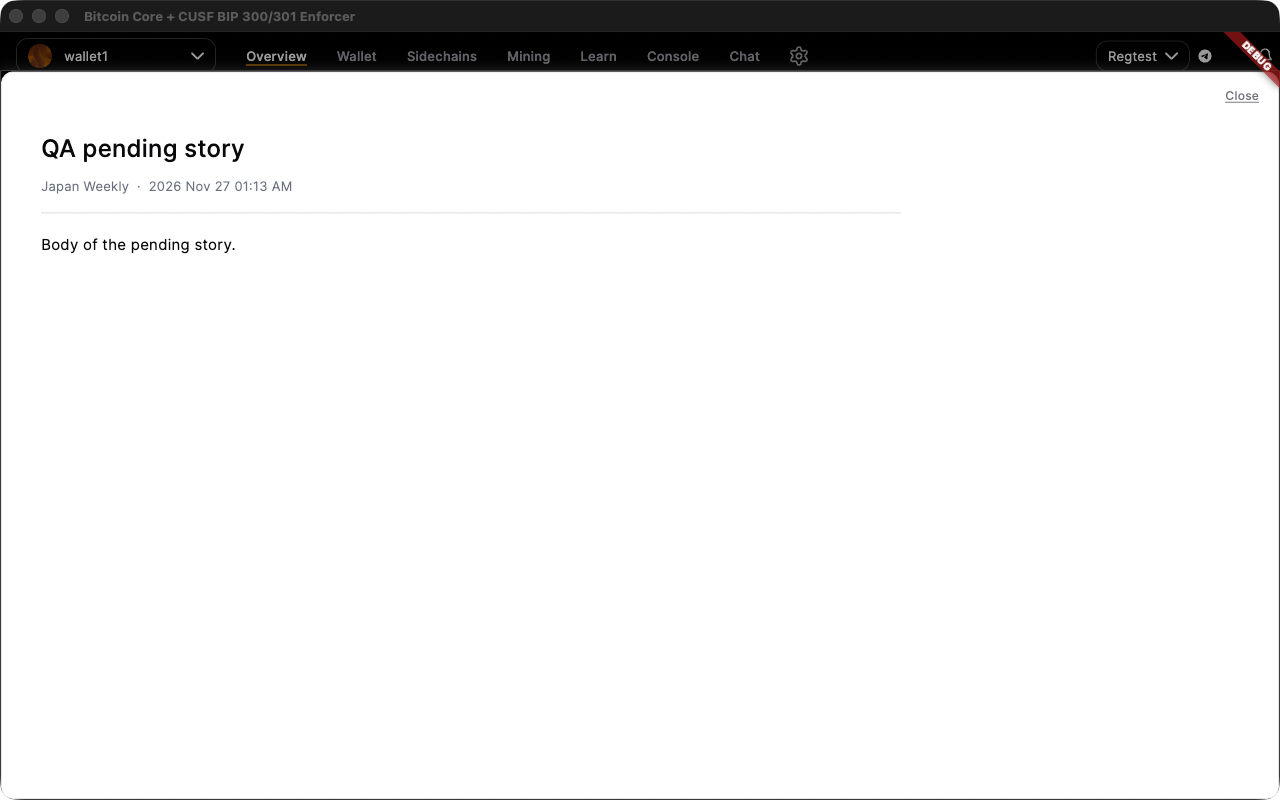 Bitcoin Core + CUSF BIP 300/301 Enforcer
wallet1 Overview Wallet Sidechains Mining Learn Console Chat Regtest DEBUG
Close
QA pending story
Japan Weekly · 2026 Nov 27 01:13 AM
Body of the pending story.